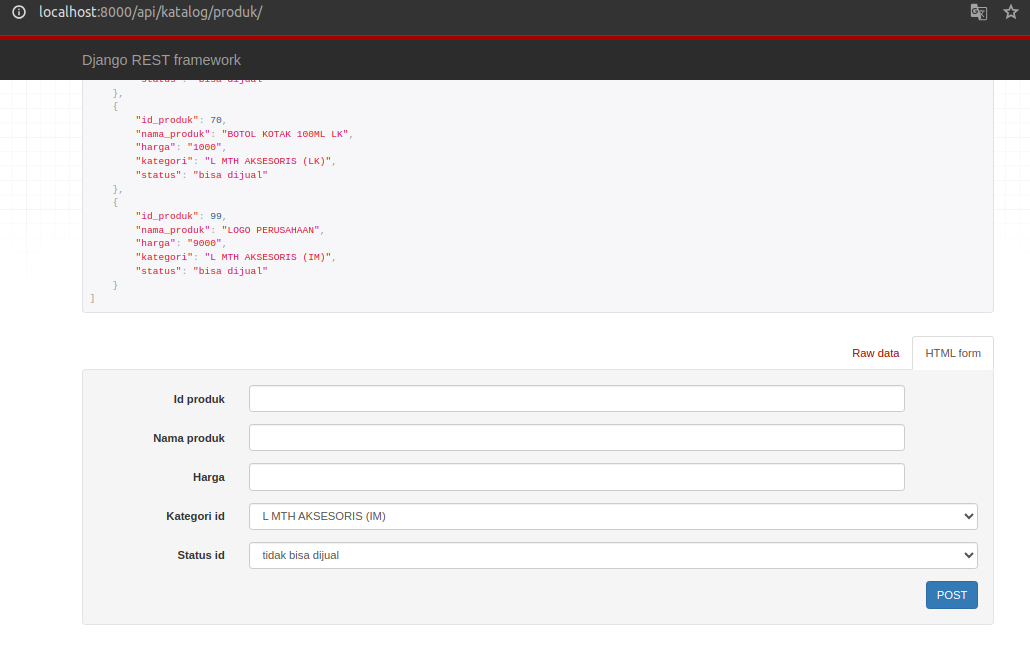 localhost:8000/api/katalog/produk/
Django REST framework
"status": "bisa dijual"
},
{
"id_produk": 70,
"nama_produk": "BOTOL KOTAK 100ML LK",
"harga": "1000",
"kategori": "L MTH AKSESORIS (LK)",
"status": "bisa dijual"
},
{
"id_produk": 99,
"nama_produk": "LOGO PERUSAHAAN",
"harga": "9000",
"kategori": "L MTH AKSESORIS (IM)",
"status": "bisa dijual"
}
]
Raw data HTML form
Id produk
Nama produk
Harga
Kategori id L MTH AKSESORIS (IM)
Status id tidak bisa dijual
POST